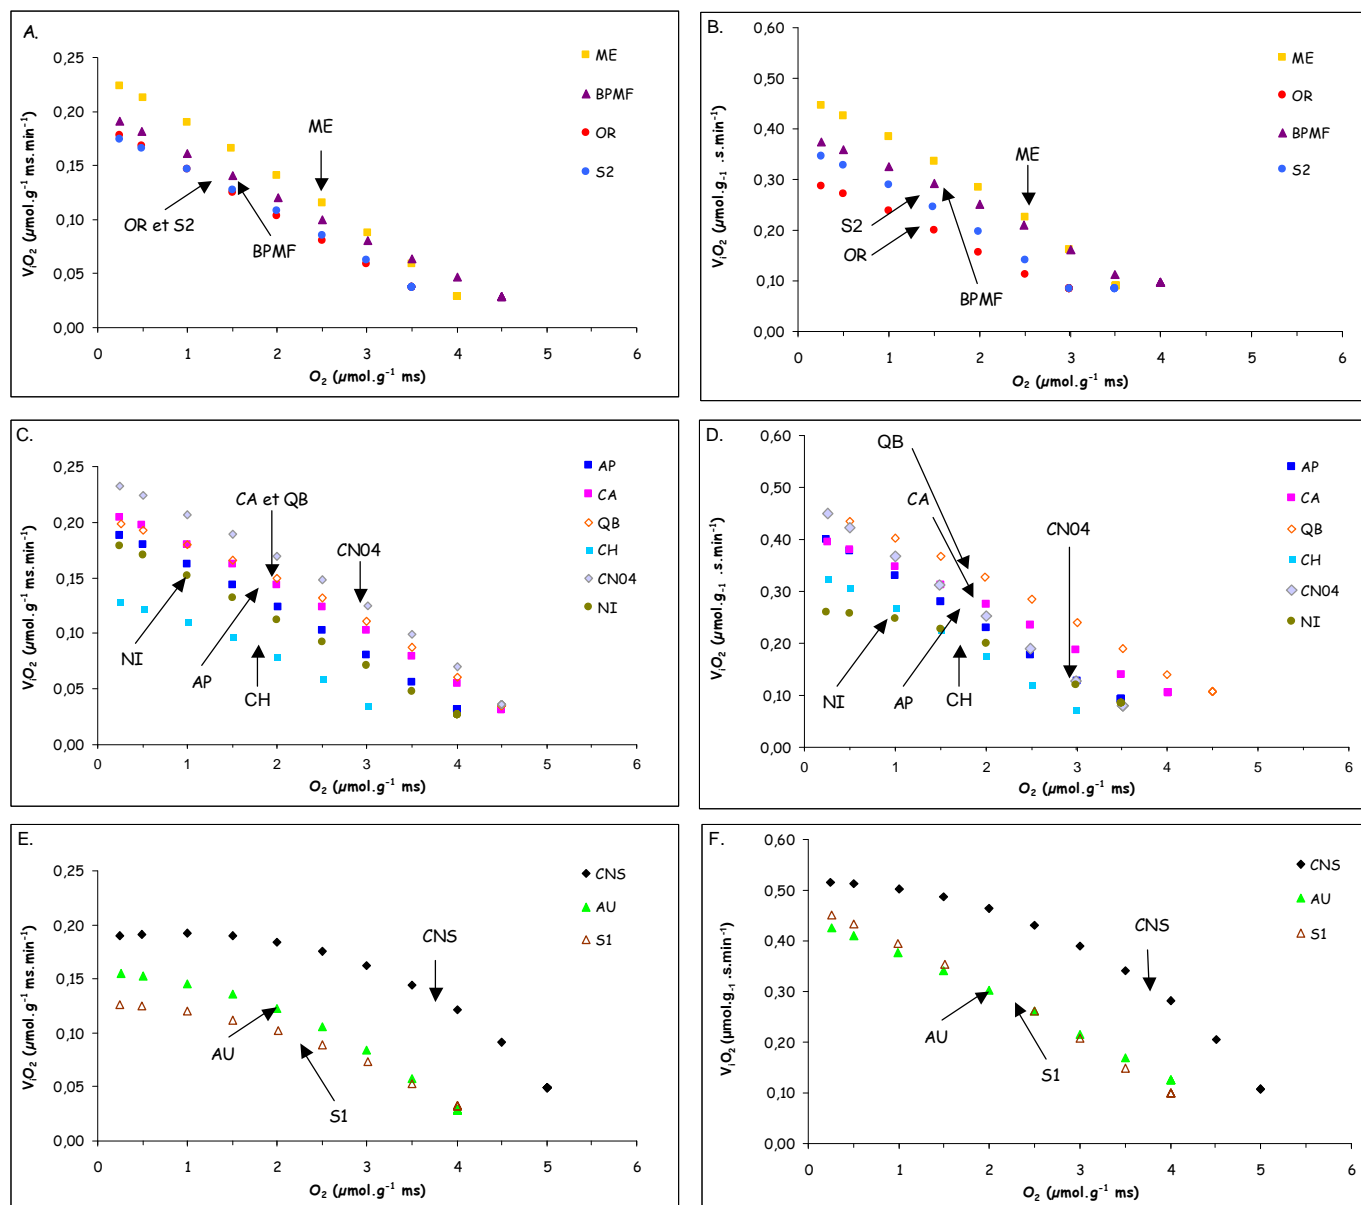 A.
ViO2 (µmol.g-1 ms.min-1)
0,25
0,20
0,15
0,10
0,05
0,00
0 1 2 3 4 5 6
O2 (µmol.g-1 ms)
ME
BPMF
OR
S2
ME
OR et S2
BPMF
B.
ViO2 (µmol.g-1 .s.min-1)
0,60
0,50
0,40
0,30
0,20
0,10
0,00
0 1 2 3 4 5 6
O2 (µmol.g-1 ms)
ME
OR
BPMF
S2
ME
S2
OR
BPMF
C.
ViO2 (µmol.g-1 ms.min-1)
0,25
0,20
0,15
0,10
0,05
0,00
0 1 2 3 4 5 6
O2 (µmol.g-1 ms)
AP
CA
QB
CH
CN04
NI
CA et QB
CN04
NI
AP
CH
D.
ViO2 (µmol.g-1 .s.min-1)
0,60
0,50
0,40
0,30
0,20
0,10
0,00
0 1 2 3 4 5 6
O2 (µmol.g-1 ms)
AP
CA
QB
CH
CN04
NI
QB
CA
CN04
NI
AP
CH
E.
ViO2 (µmol.g-1 ms.min-1)
0,25
0,20
0,15
0,10
0,05
0,00
0 1 2 3 4 5 6
O2 (µmol.g-1 ms)
CNS
AU
S1
CNS
AU
S1
F.
ViO2 (µmol.g-1 .s.min-1)
0,60
0,50
0,40
0,30
0,20
0,10
0,00
0 1 2 3 4 5 6
O2 (µmol.g-1 ms)
CNS
AU
S1
CNS
AU
S1